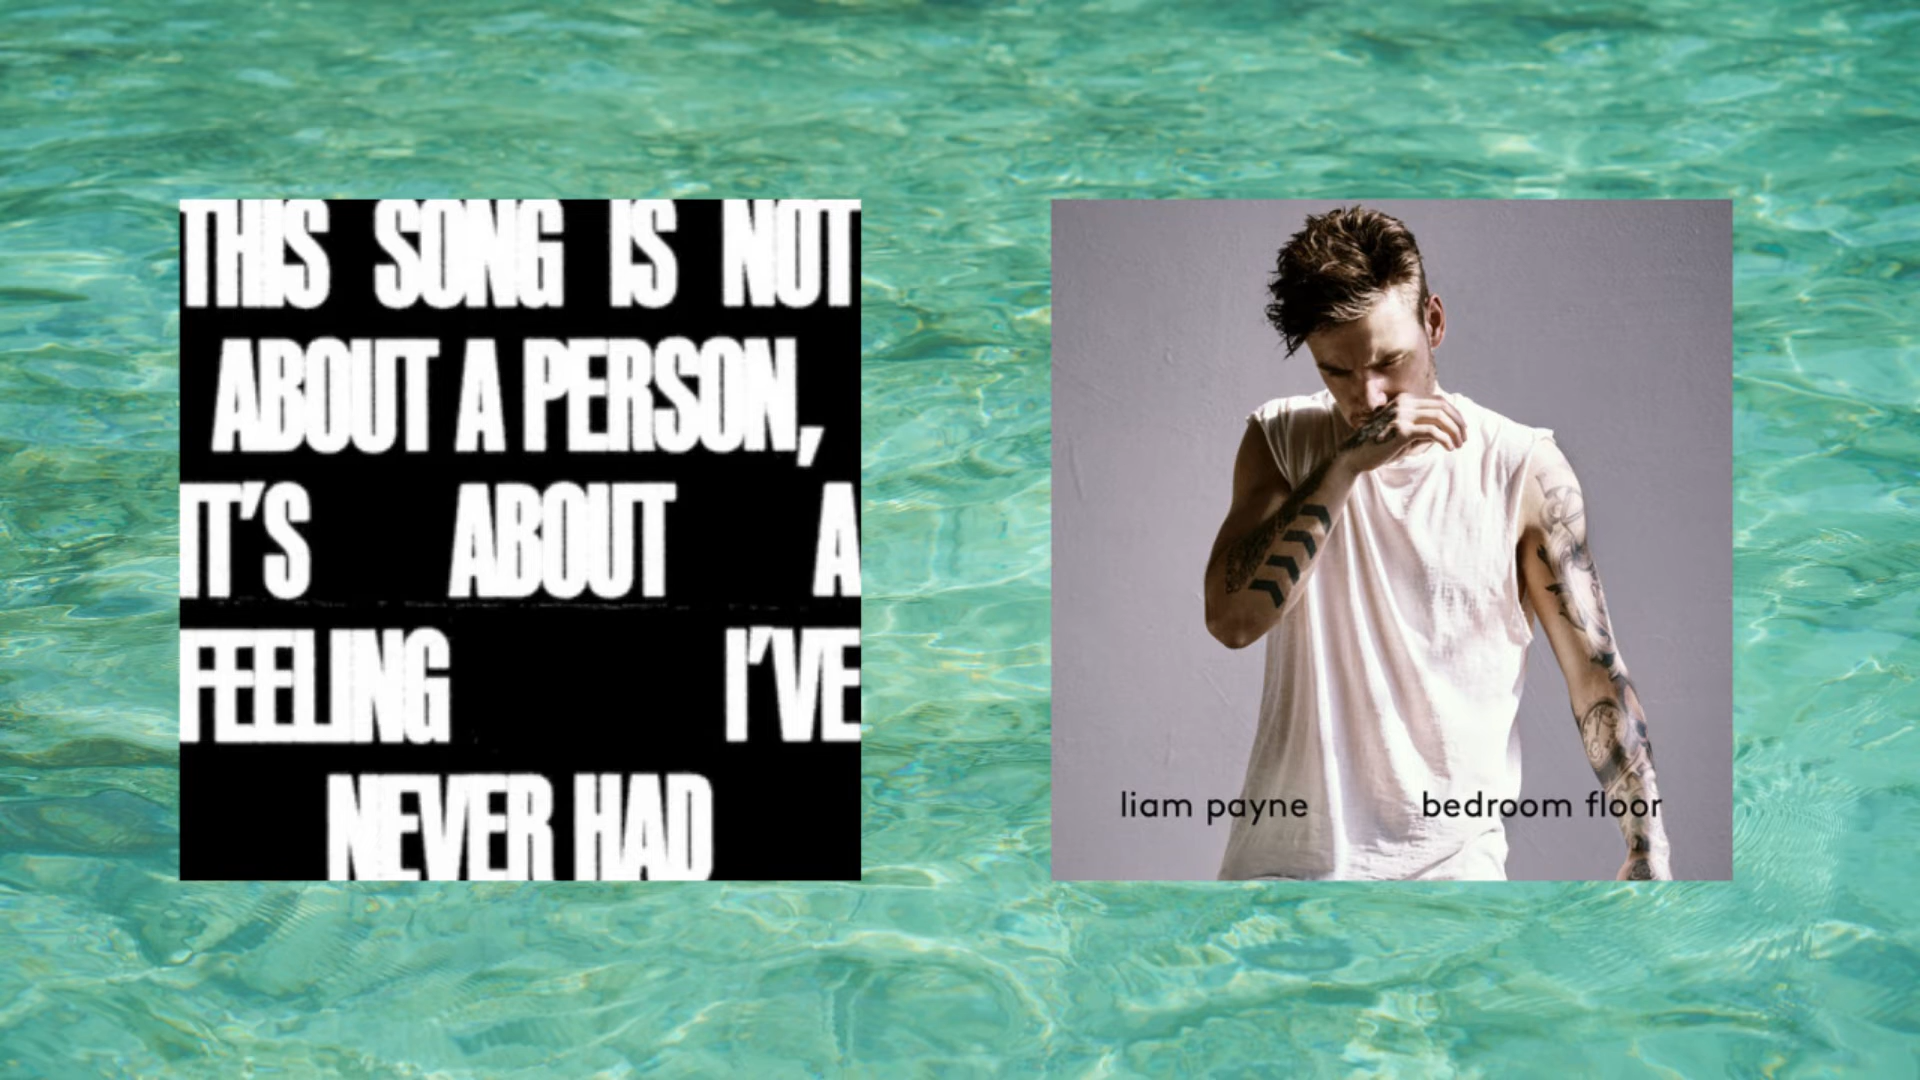 THIS SONG IS NOT
ABOUT A PERSON,
IT'S ABOUT A
FEELING I'VE
NEVER HAD
liam payne bedroom floor